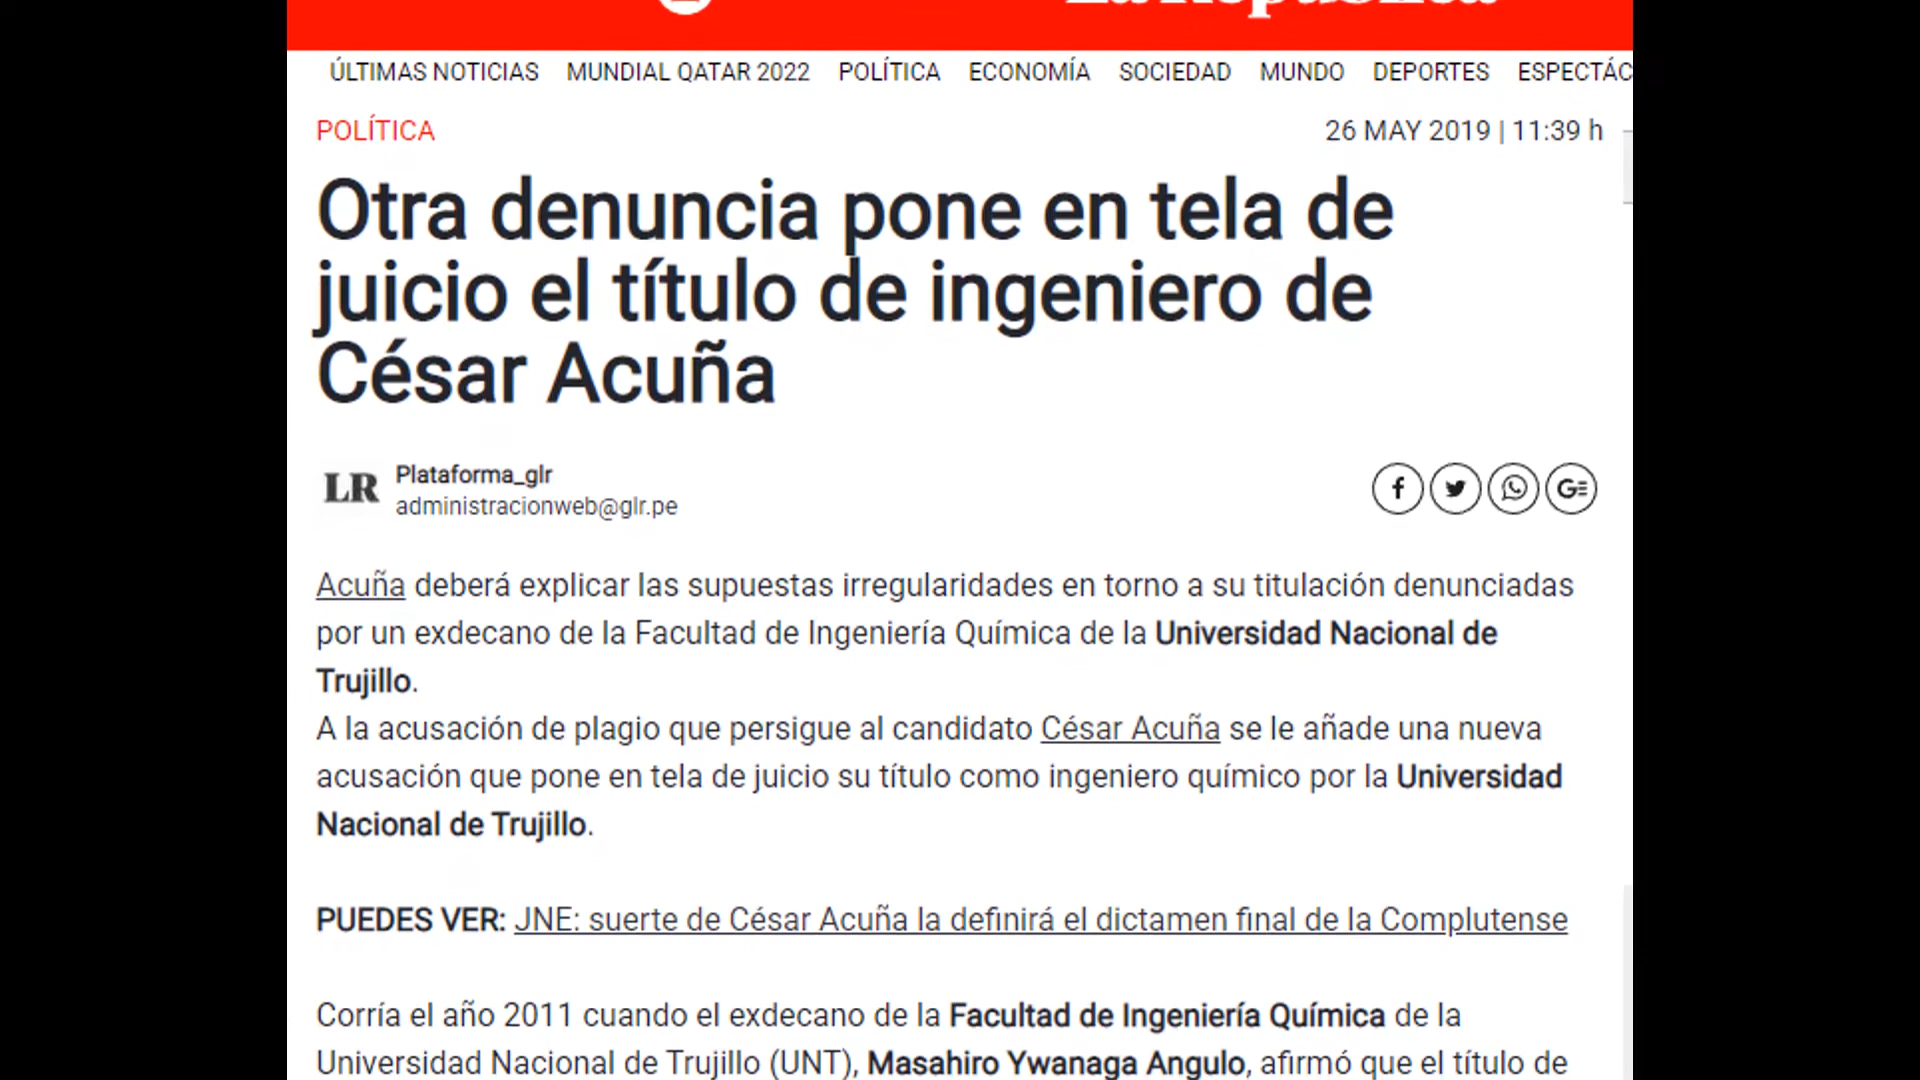 La República
ÚLTIMAS NOTICIAS MUNDIAL QATAR 2022 POLÍTICA ECONOMÍA SOCIEDAD MUNDO DEPORTES ESPECTÁC
POLÍTICA 26 MAY 2019 | 11:39 h
Otra denuncia pone en tela de
juicio el título de ingeniero de
César Acuña
LR Plataforma_glr
administracionweb@glr.pe
Acuña deberá explicar las supuestas irregularidades en torno a su titulación denunciadas
por un exdecano de la Facultad de Ingeniería Química de la Universidad Nacional de
Trujillo.
A la acusación de plagio que persigue al candidato César Acuña se le añade una nueva
acusación que pone en tela de juicio su título como ingeniero químico por la Universidad
Nacional de Trujillo.
PUEDES VER: JNE: suerte de César Acuña la definirá el dictamen final de la Complutense
Corría el año 2011 cuando el exdecano de la Facultad de Ingeniería Química de la
Universidad Nacional de Trujillo (UNT), Masahiro Ywanaga Angulo, afirmó que el título de